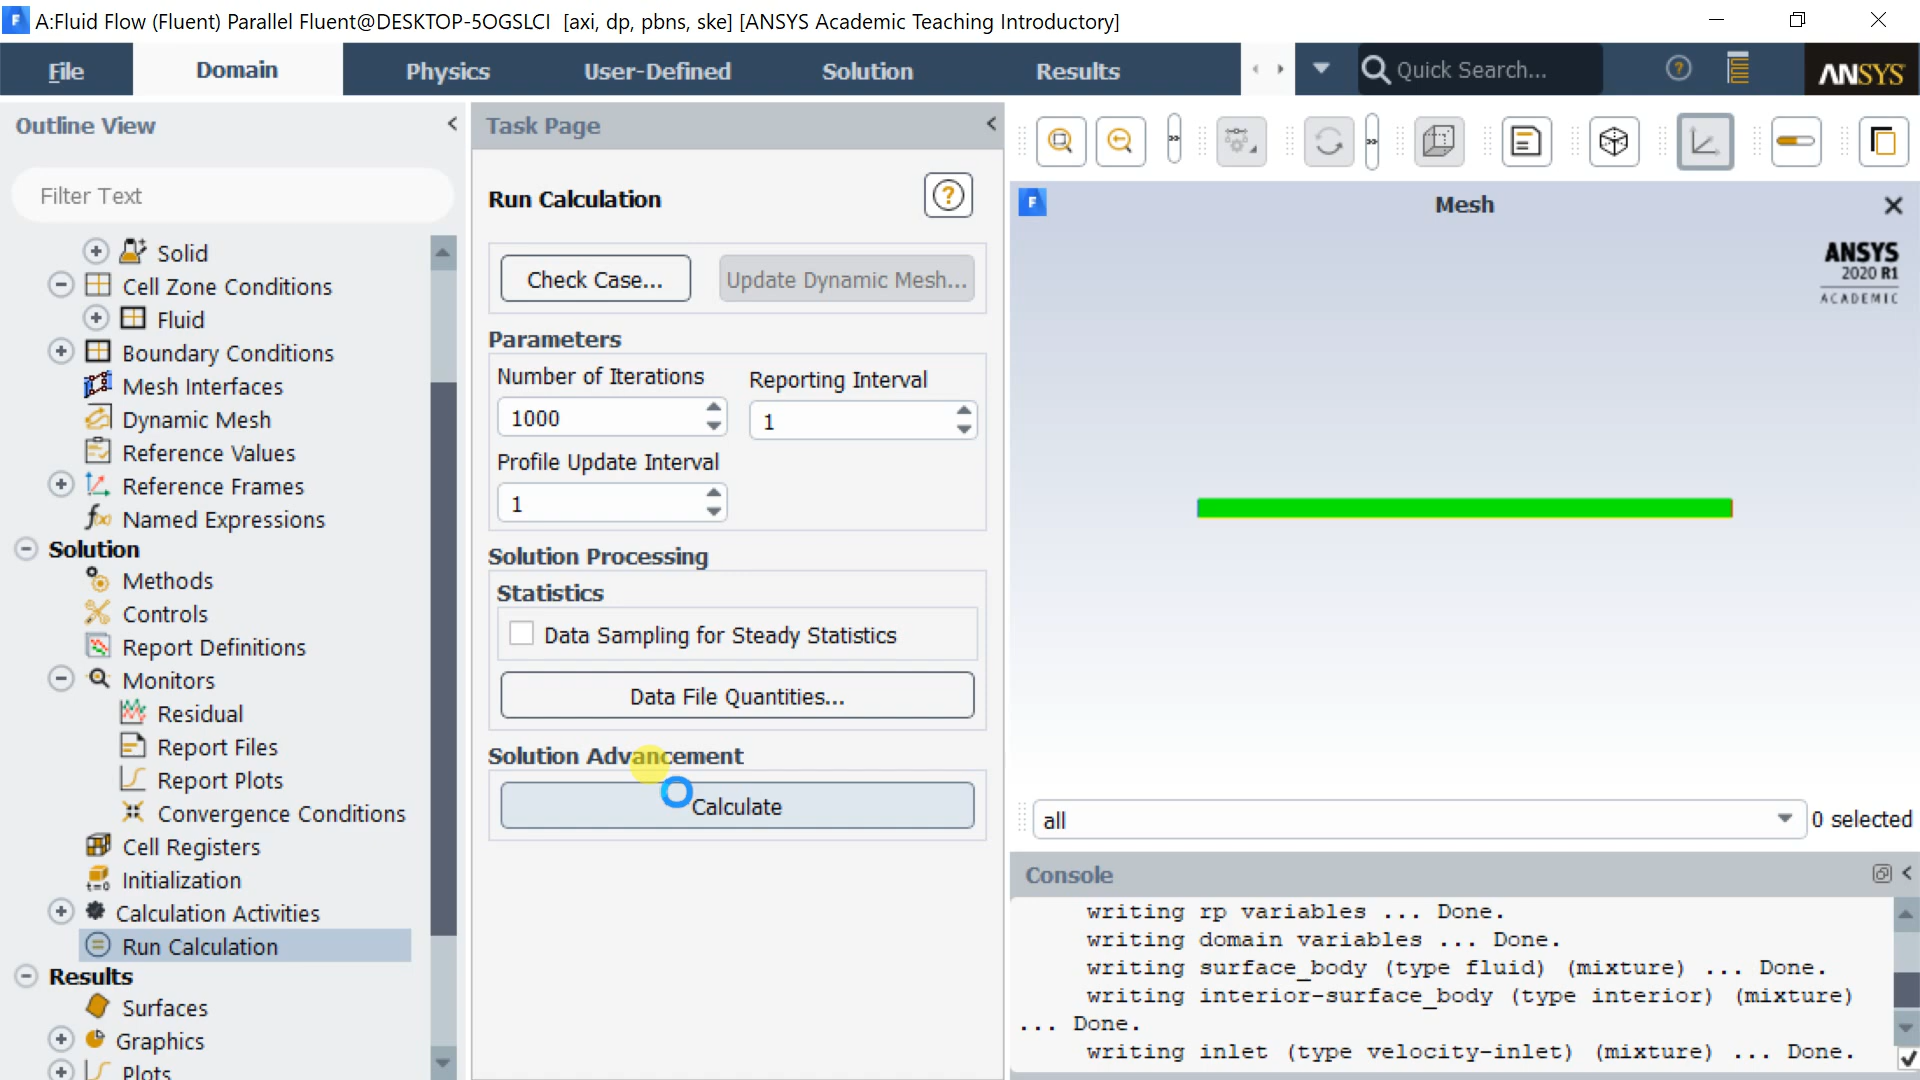 A:Fluid Flow (Fluent) Parallel Fluent@DESKTOP-5OGSLCI [axi, dp, pbns, ske] [ANSYS Academic Teaching Introductory]
File
Domain
Physics
User-Defined
Solution
Results
Quick Search...
ANSYS
Outline View
Filter Text
Solid
Cell Zone Conditions
Fluid
Boundary Conditions
Mesh Interfaces
Dynamic Mesh
Reference Values
Reference Frames
Named Expressions
Solution
Methods
Controls
Report Definitions
Monitors
Residual
Report Files
Report Plots
Convergence Conditions
Cell Registers
Initialization
Calculation Activities
Run Calculation
Results
Surfaces
Graphics
Plots
Task Page
Run Calculation
Check Case...
Update Dynamic Mesh...
Parameters
Number of Iterations
Reporting Interval
1000
1
Profile Update Interval
1
Solution Processing
Statistics
Data Sampling for Steady Statistics
Data File Quantities...
Solution Advancement
Calculate
Mesh
ANSYS
2020 R1
ACADEMIC
all
0 selected
Console
writing rp variables ... Done.
writing domain variables ... Done.
writing surface_body (type fluid) (mixture) ... Done.
writing interior-surface_body (type interior) (mixture)
... Done.
writing inlet (type velocity-inlet) (mixture) ... Done.